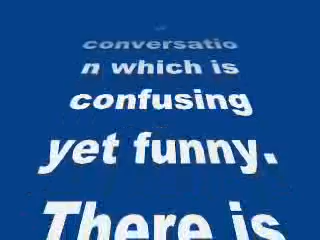 conversatio
n which is
confusing
yet funny.
There is